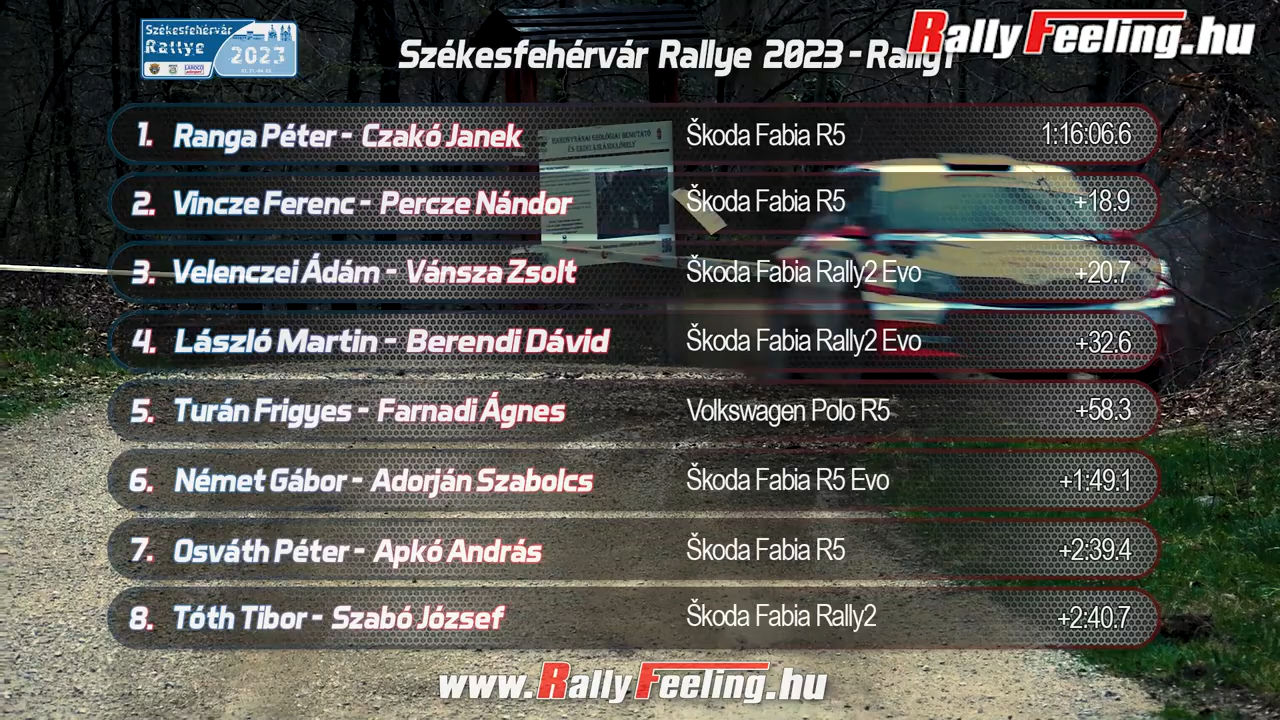 Székesfehérvár
Rallye
2023
Székesfehérvár Rallye 2023 - Rally1
RallyFeeling.hu
1. Ranga Péter - Czakó Janek Škoda Fabia R5 1:16:06.6
2. Vincze Ferenc - Percze Nándor Škoda Fabia R5 +18.9
3. Velenczei Ádám - Vánsza Zsolt Škoda Fabia Rally2 Evo +20.7
4. László Martin - Berendi Dávid Škoda Fabia Rally2 Evo +32.6
5. Turán Frigyes - Farnadi Ágnes Volkswagen Polo R5 +58.3
6. Német Gábor - Adorján Szabolcs Škoda Fabia R5 Evo +1:49.1
7. Osváth Péter - Apkó András Škoda Fabia R5 +2:39.4
8. Tóth Tibor - Szabó József Škoda Fabia Rally2 +2:40.7
www.RallyFeeling.hu